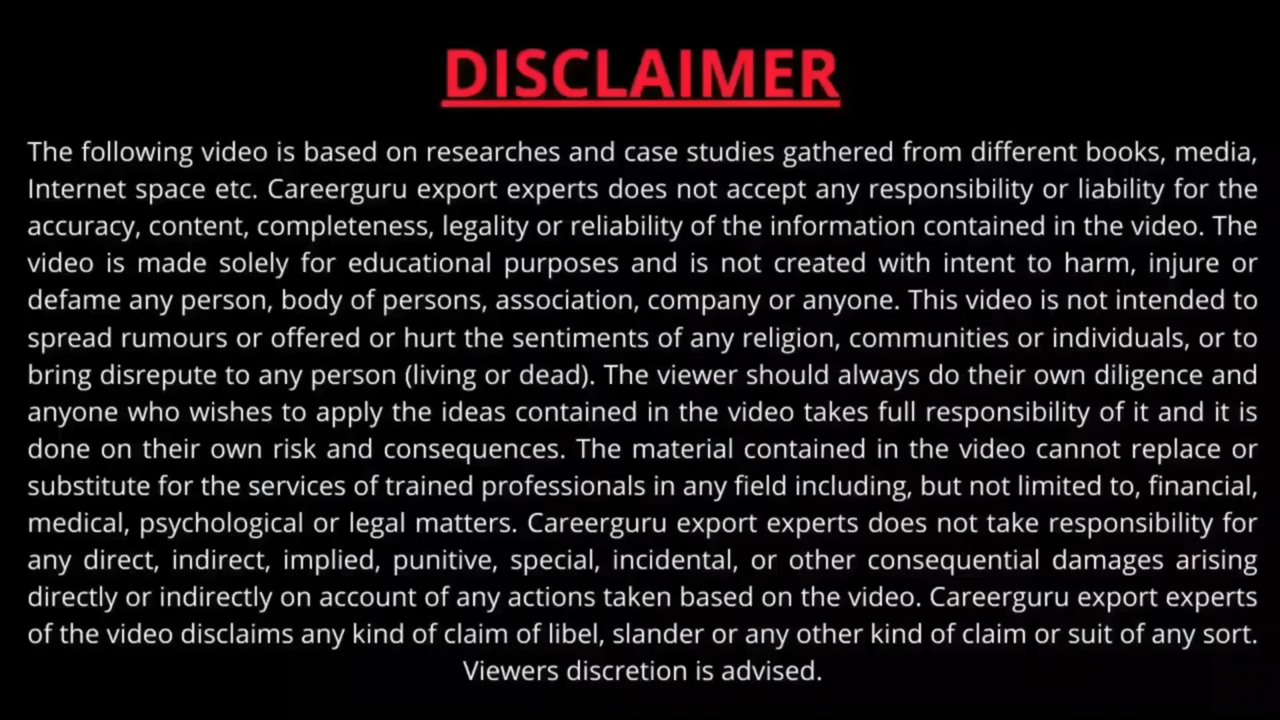 DISCLAIMER
The following video is based on researches and case studies gathered from different books, media,
Internet space etc. Careerguru export experts does not accept any responsibility or liability for the
accuracy, content, completeness, legality or reliability of the information contained in the video. The
video is made solely for educational purposes and is not created with intent to harm, injure or
defame any person, body of persons, association, company or anyone. This video is not intended to
spread rumours or offered or hurt the sentiments of any religion, communities or individuals, or to
bring disrepute to any person (living or dead). The viewer should always do their own diligence and
anyone who wishes to apply the ideas contained in the video takes full responsibility of it and it is
done on their own risk and consequences. The material contained in the video cannot replace or
substitute for the services of trained professionals in any field including, but not limited to, financial,
medical, psychological or legal matters. Careerguru export experts does not take responsibility for
any direct, indirect, implied, punitive, special, incidental, or other consequential damages arising
directly or indirectly on account of any actions taken based on the video. Careerguru export experts
of the video disclaims any kind of claim of libel, slander or any other kind of claim or suit of any sort.
Viewers discretion is advised.